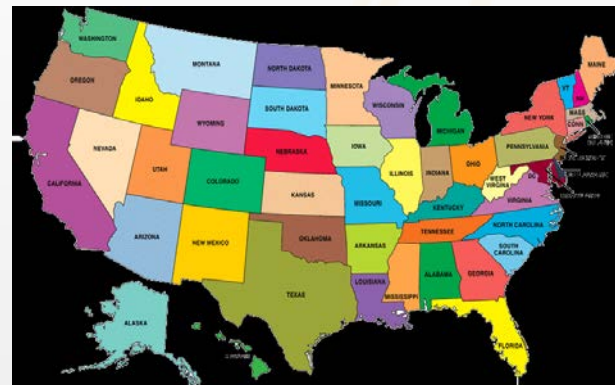 WASHINGTON
OREGON
CALIFORNIA
NEVADA
IDAHO
MONTANA
WYOMING
UTAH
ARIZONA
COLORADO
NEW MEXICO
NORTH DAKOTA
SOUTH DAKOTA
NEBRASKA
KANSAS
OKLAHOMA
TEXAS
MINNESOTA
IOWA
MISSOURI
ARKANSAS
LOUISIANA
WISCONSIN
ILLINOIS
MICHIGAN
INDIANA
OHIO
KENTUCKY
TENNESSEE
MISSISSIPPI
ALABAMA
GEORGIA
FLORIDA
SOUTH
CAROLINA
NORTH CAROLINA
VIRGINIA
WEST
VIRGINIA
PENNSYLVANIA
NEW YORK
VT
NH
MAINE
MASS
CONN
ALASKA